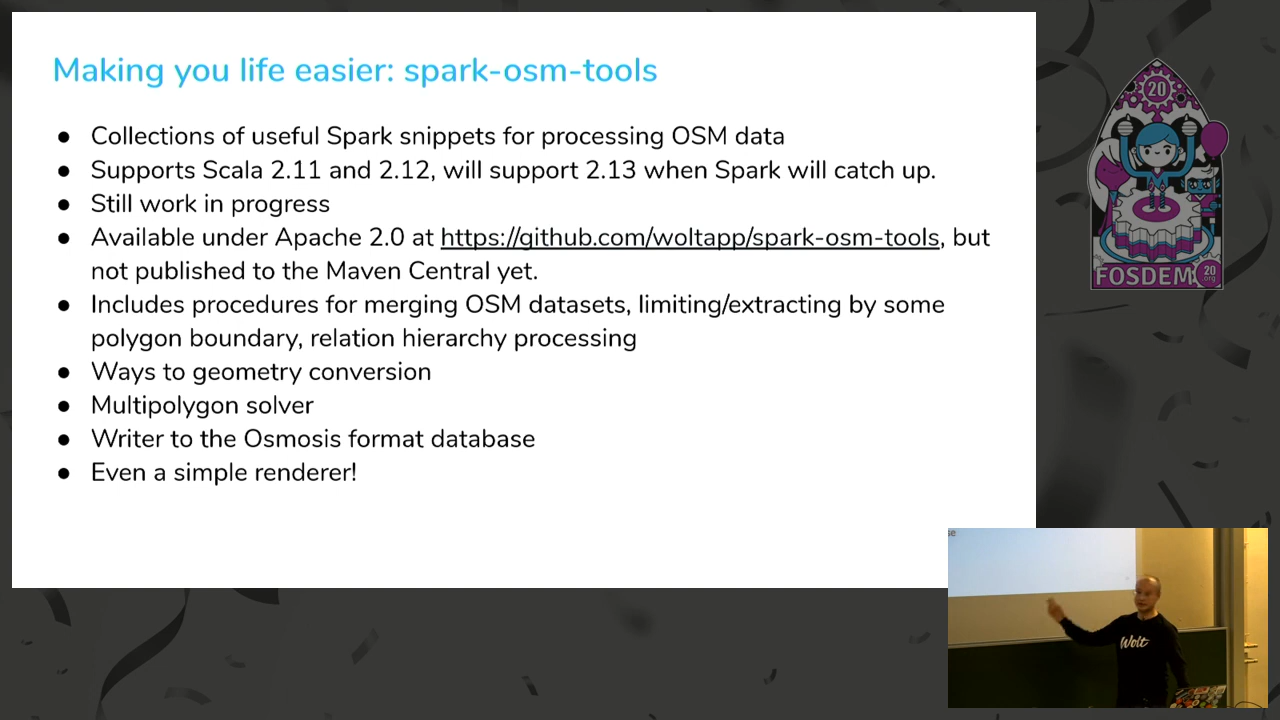 Making you life easier: spark-osm-tools
● Collections of useful Spark snippets for processing OSM data
● Supports Scala 2.11 and 2.12, will support 2.13 when Spark will catch up.
● Still work in progress
● Available under Apache 2.0 at https://github.com/woltapp/spark-osm-tools, but
not published to the Maven Central yet.
● Includes procedures for merging OSM datasets, limiting/extracting by some
polygon boundary, relation hierarchy processing
● Ways to geometry conversion
● Multipolygon solver
● Writer to the Osmosis format database
● Even a simple renderer!
20
FOSDEM
20
.org
se
Wolt